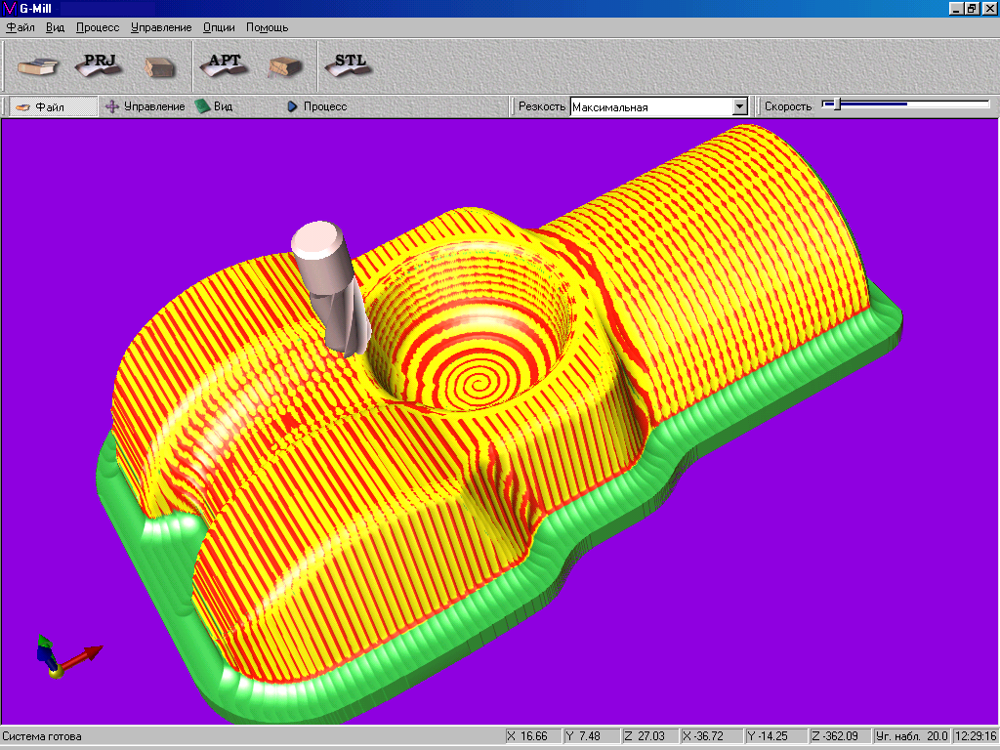 G-Mill
Файл Вид Процесс Управление Опции Помощь
PRJ APT STL
Файл Управление Вид Процесс Резкость Максимальная Скорость
Система готова X 16.66 Y 7.48 Z 27.03 X -36.72 Y -14.25 Z -362.09 Уг. набл. 20.0 12:29:16